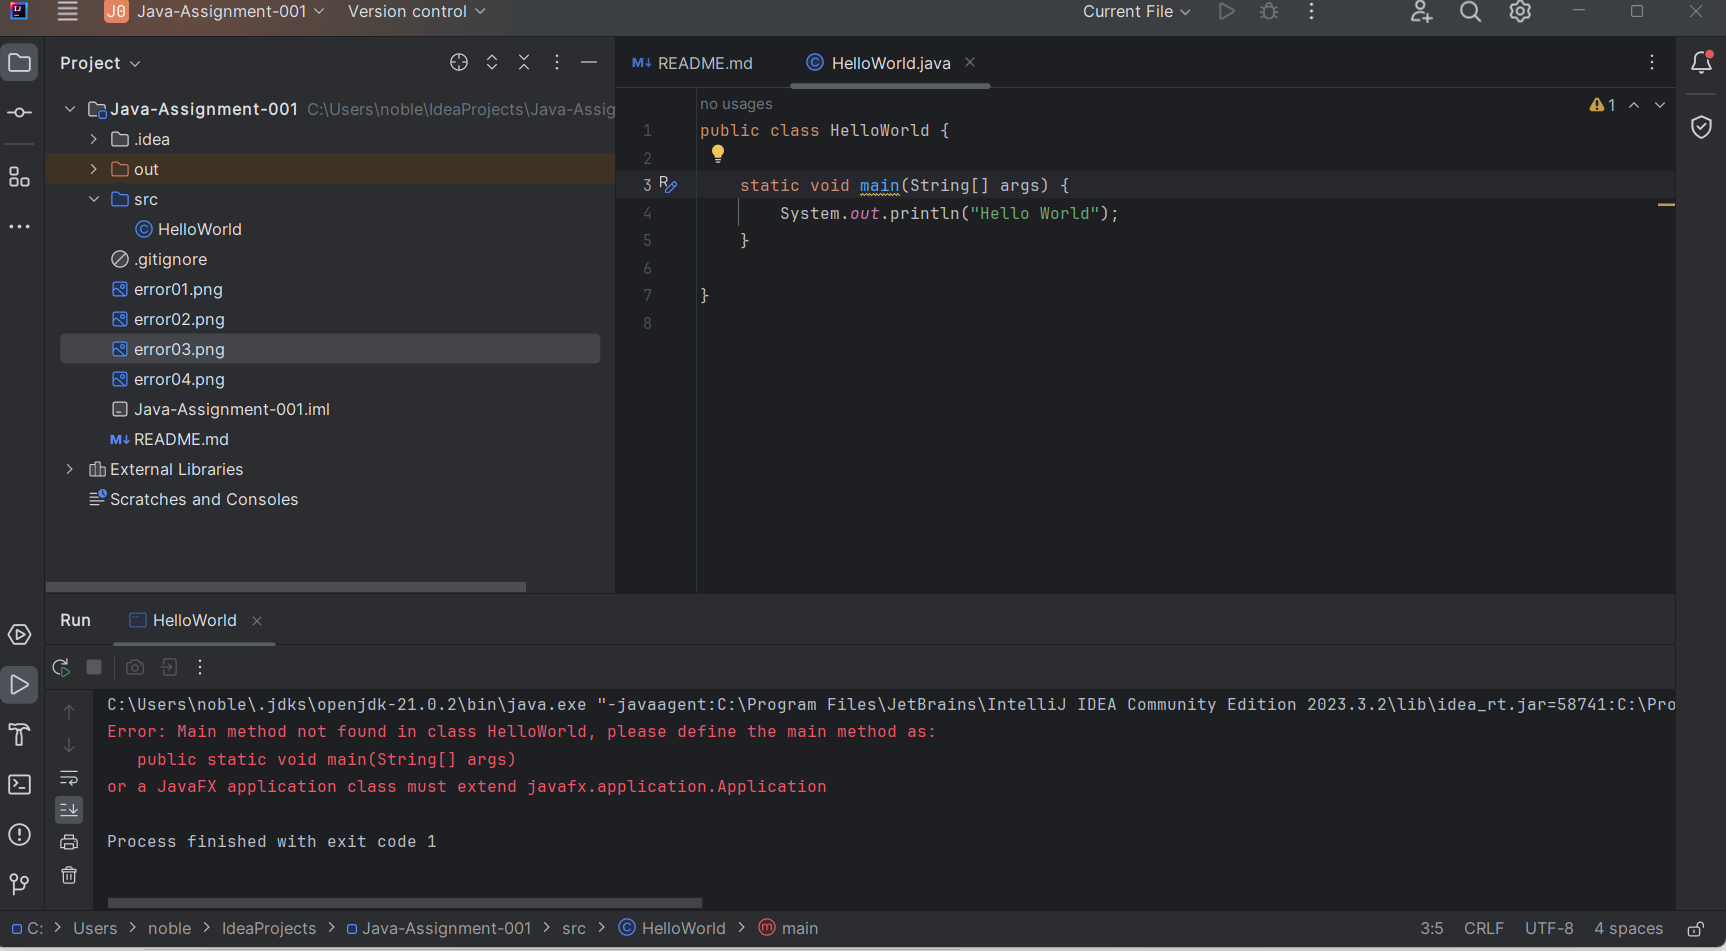 J0 Java-Assignment-001 Version control Current File
Project
README.md
HelloWorld.java
Java-Assignment-001 C:\Users\noble\IdeaProjects\Java-Assig
.idea
out
src
HelloWorld
.gitignore
error01.png
error02.png
error03.png
error04.png
Java-Assignment-001.iml
M↓ README.md
External Libraries
Scratches and Consoles
no usages
1
1 public class HelloWorld {
2
3 static void main(String[] args) {
4 System.out.println("Hello World");
5 }
6
7 }
8
Run HelloWorld
C:\Users\noble\.jdks\openjdk-21.0.2\bin\java.exe "-javaagent:C:\Program Files\JetBrains\IntelliJ IDEA Community Edition 2023.3.2\lib\idea_rt.jar=58741:C:\Pro
Error: Main method not found in class HelloWorld, please define the main method as:
public static void main(String[] args)
or a JavaFX application class must extend javafx.application.Application
Process finished with exit code 1
C: > Users > noble > IdeaProjects > Java-Assignment-001 > src > HelloWorld > main 3:5 CRLF UTF-8 4 spaces